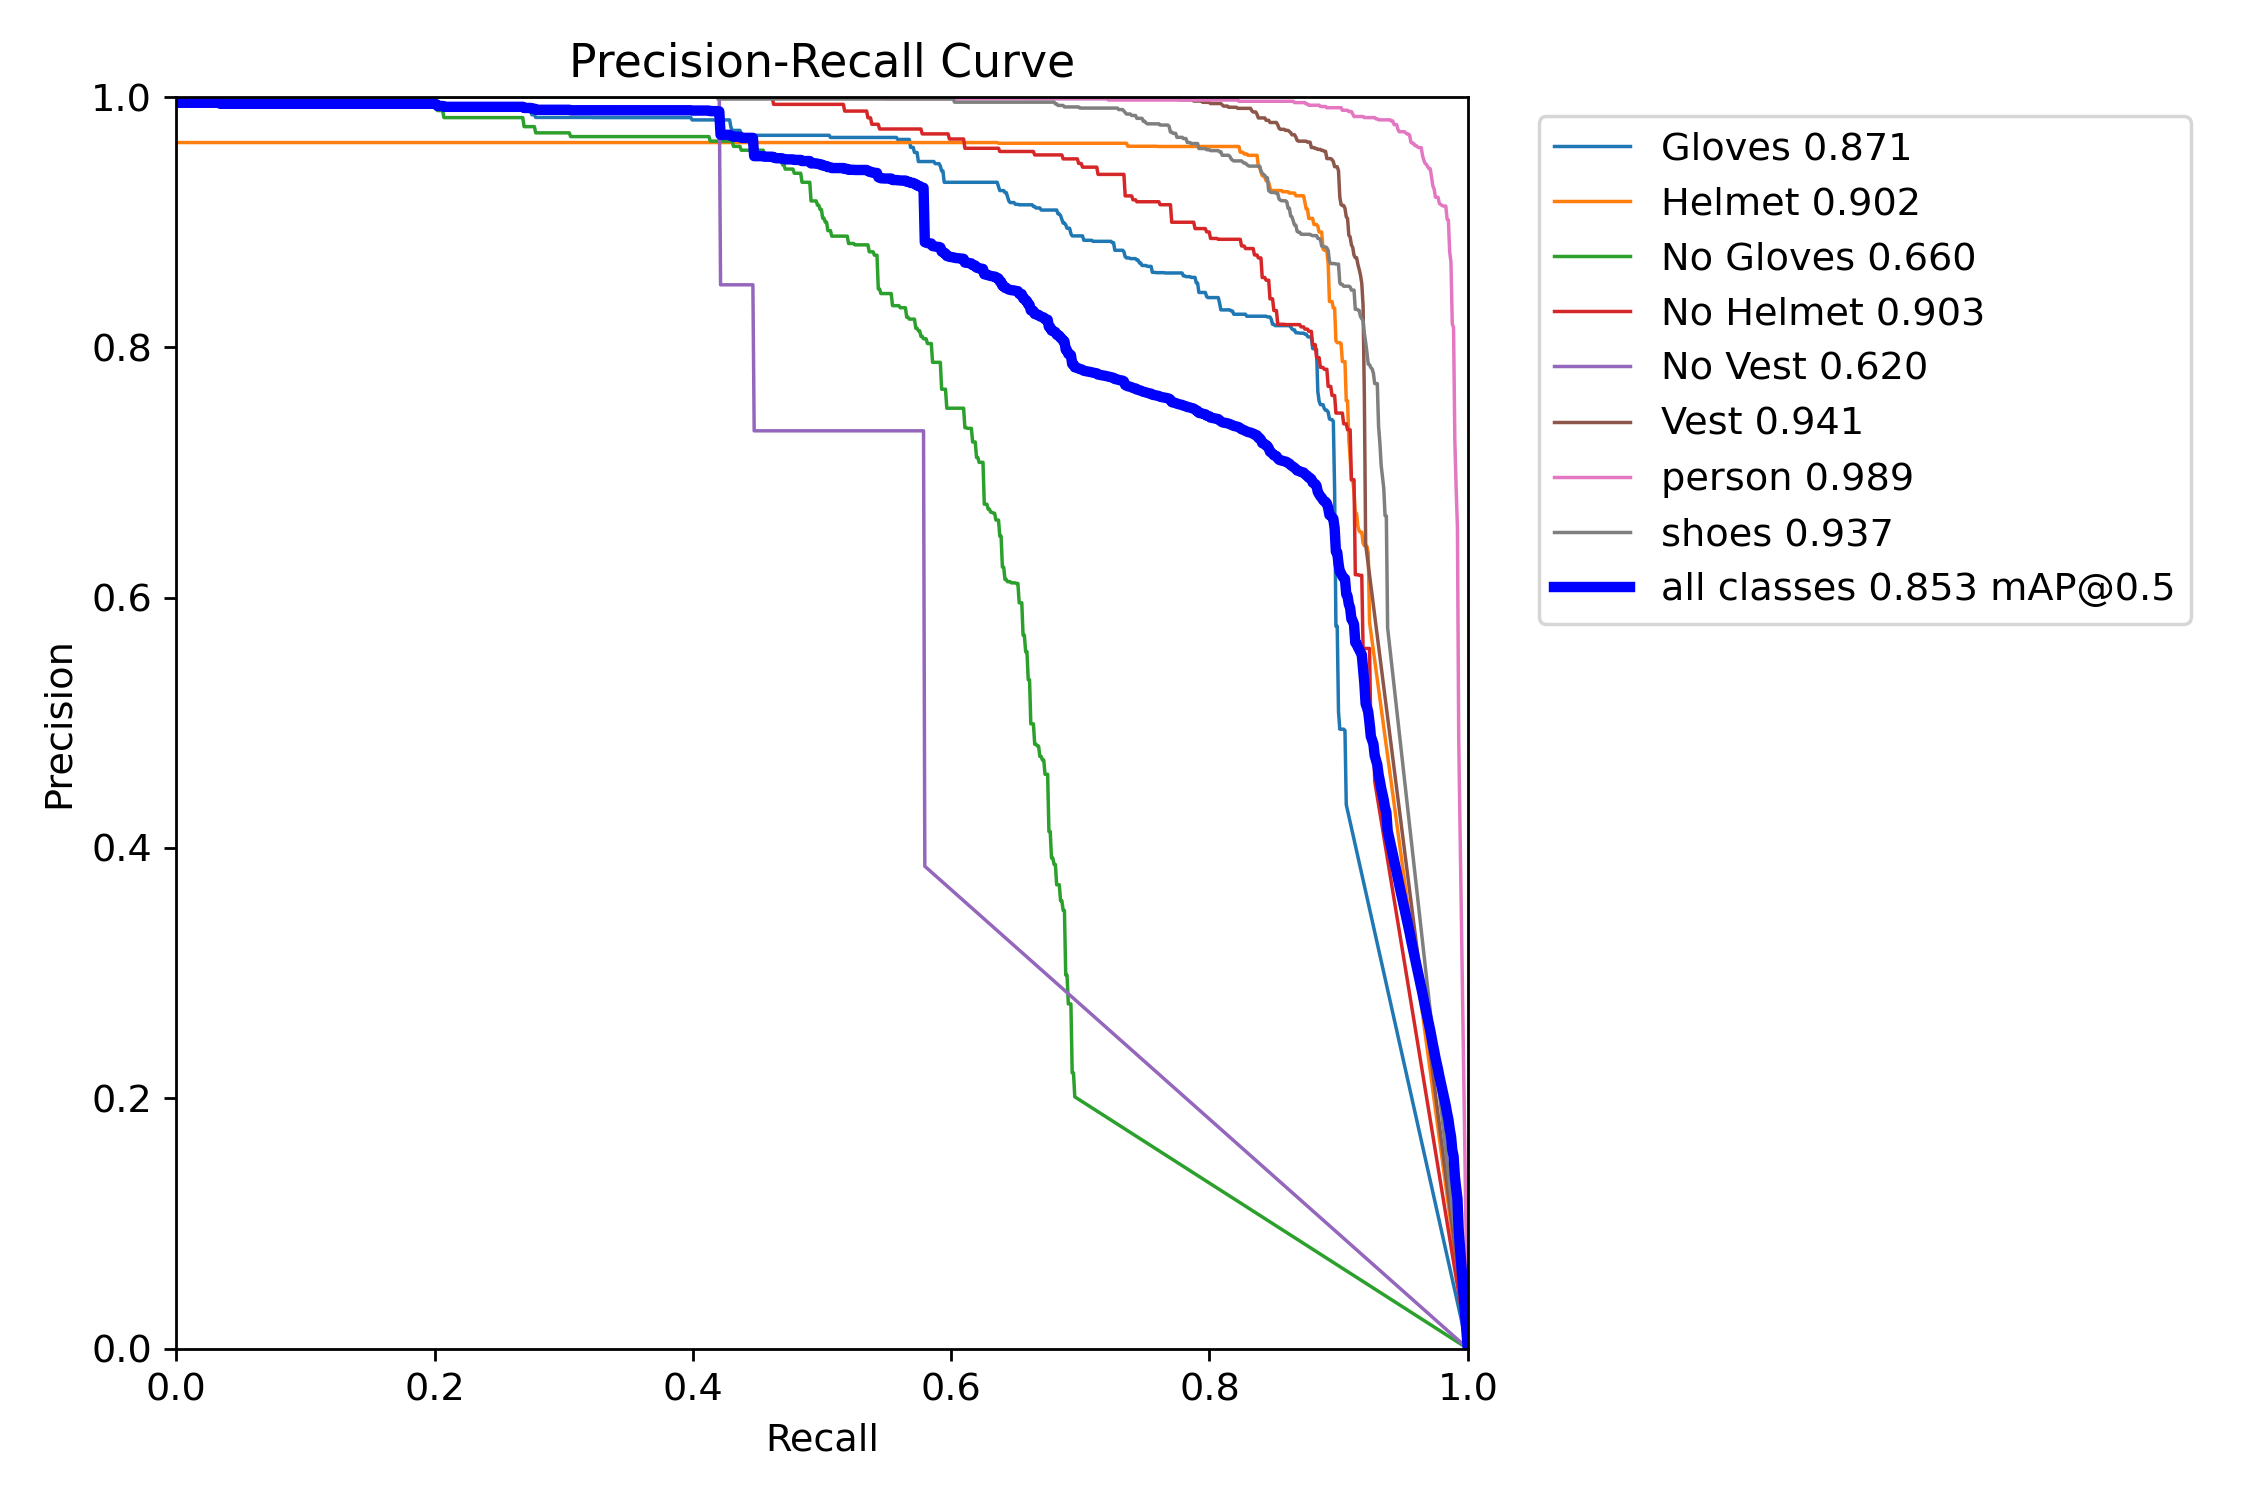 Precision-Recall Curve
1.0
0.8
0.6
0.4
0.2
0.0
Precision
0.0 0.2 0.4 0.6 0.8 1.0
Recall
Gloves 0.871
Helmet 0.902
No Gloves 0.660
No Helmet 0.903
No Vest 0.620
Vest 0.941
person 0.989
shoes 0.937
all classes 0.853 mAP@0.5